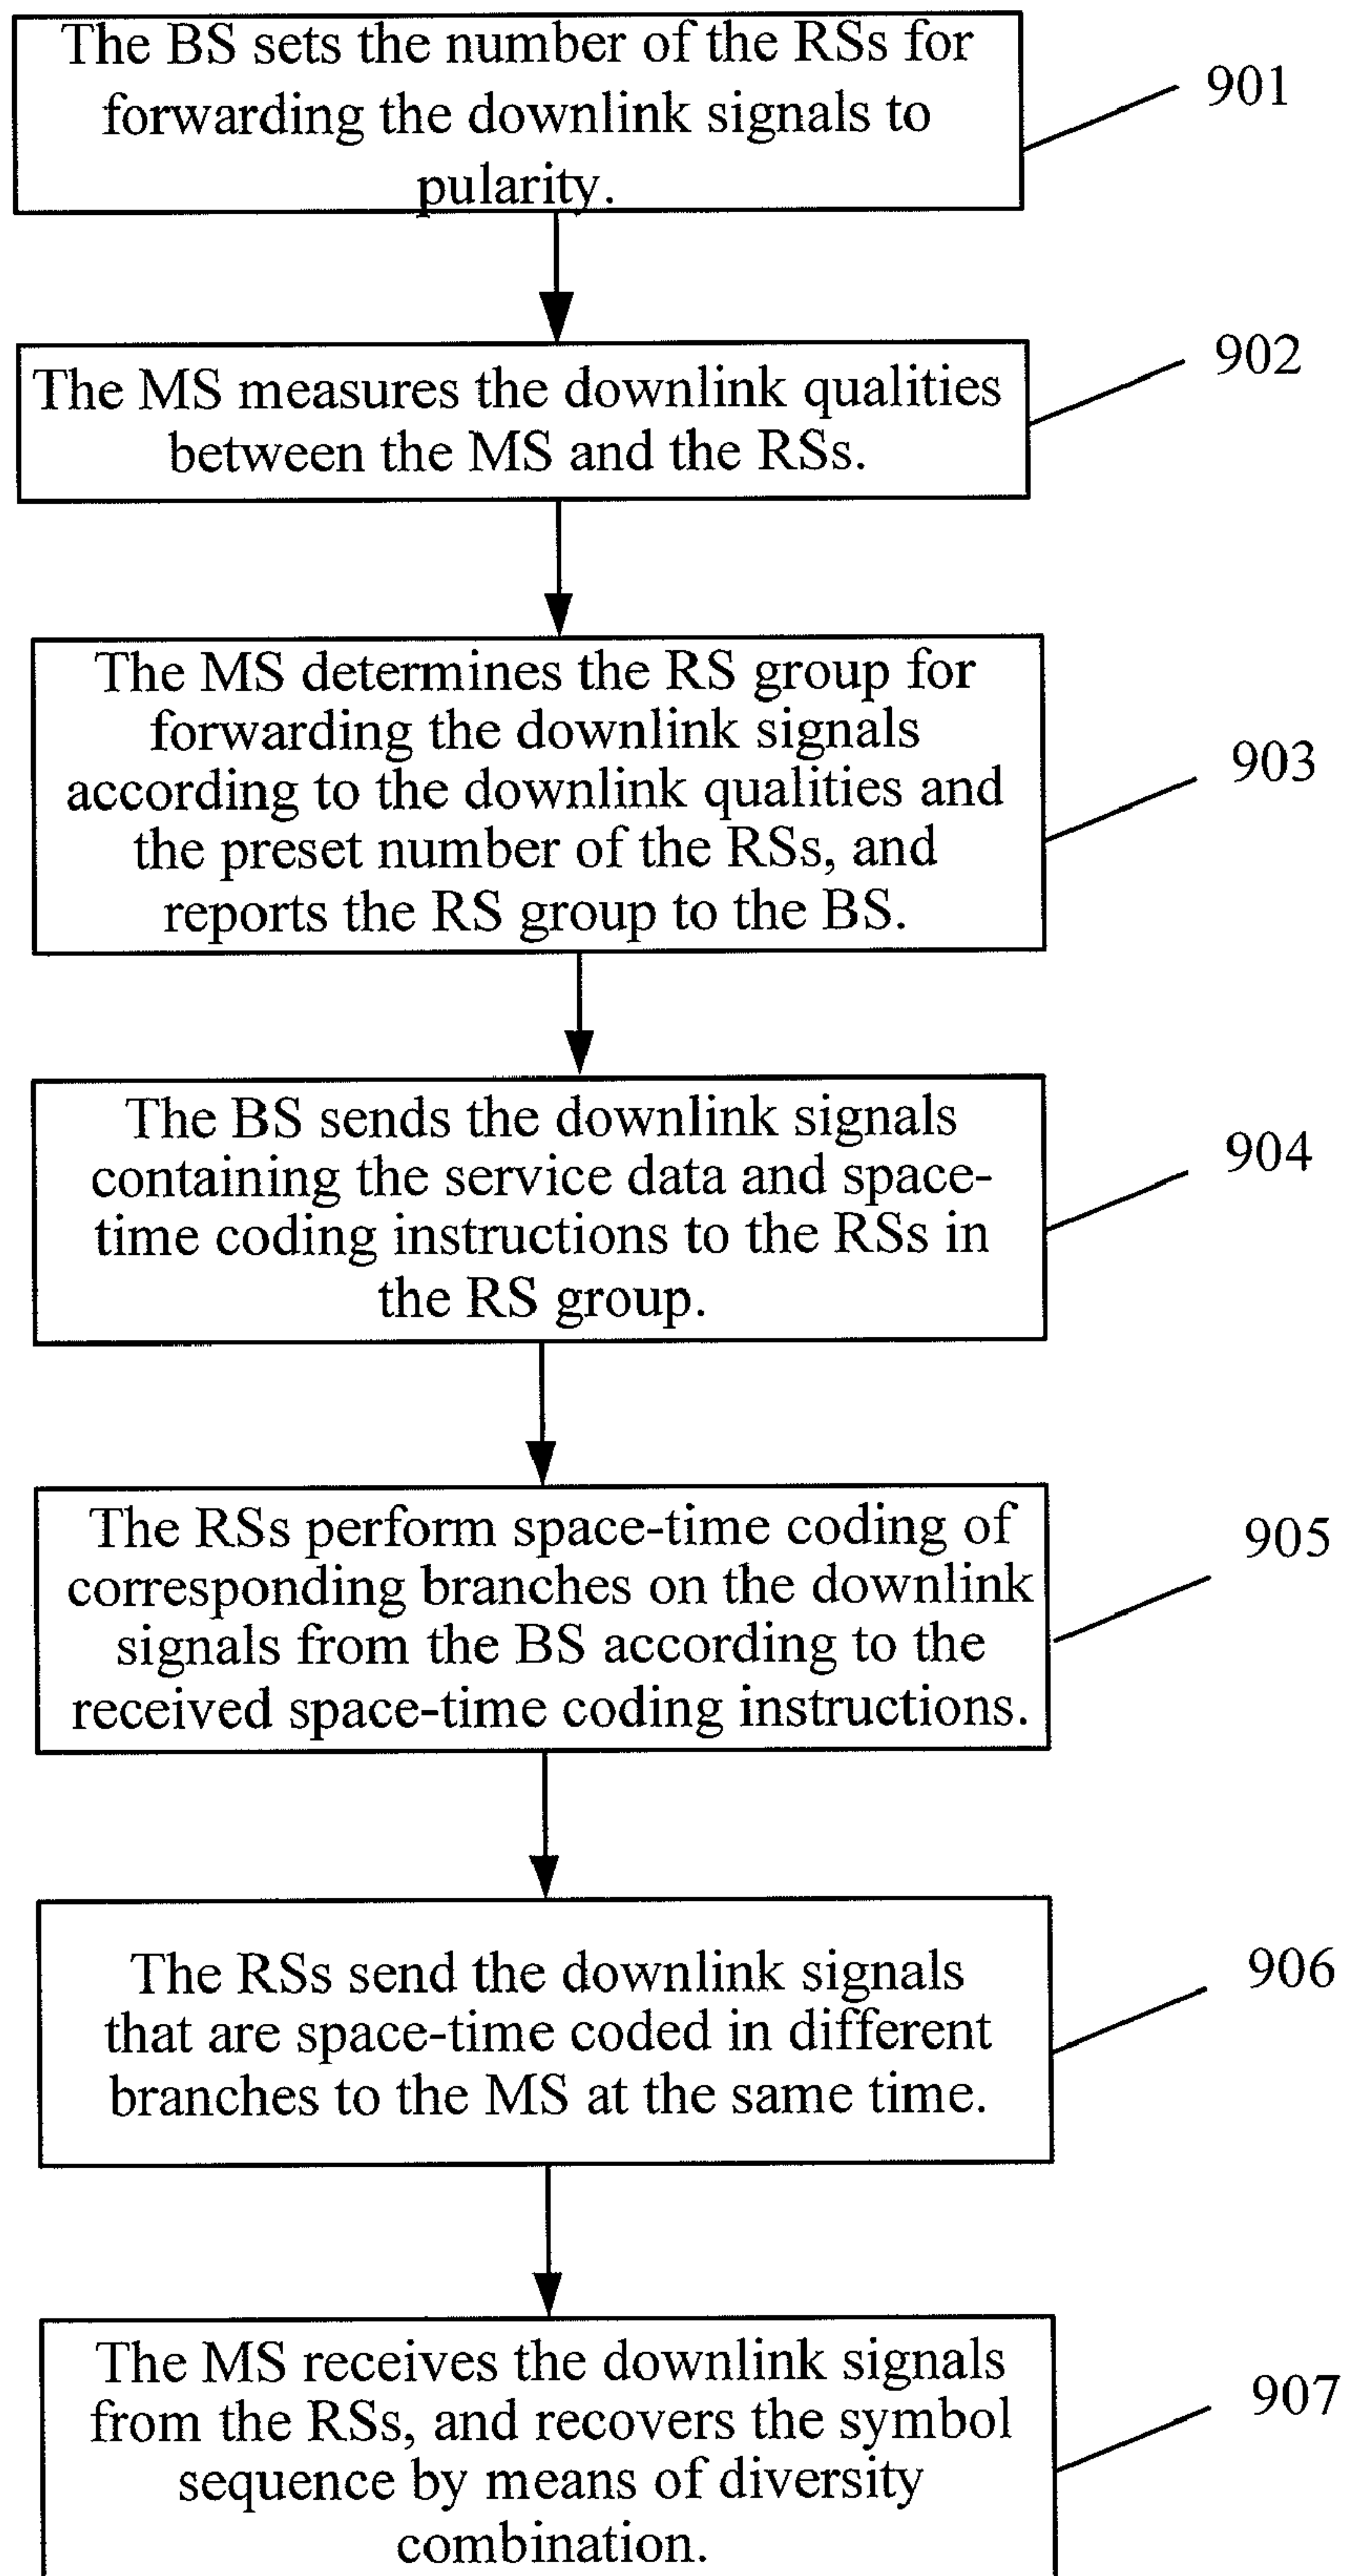 The BS sets the number of the RSs for
forwarding the downlink signals to
pularity.
901
The MS measures the downlink qualities
between the MS and the RSs.
902
The MS determines the RS group for
forwarding the downlink signals
according to the downlink qualities and
the preset number of the RSs, and
reports the RS group to the BS.
903
The BS sends the downlink signals
containing the service data and space-
time coding instructions to the RSs in
the RS group.
904
The RSs perform space-time coding of
corresponding branches on the downlink
signals from the BS according to the
received space-time coding instructions.
905
The RSs send the downlink signals
that are space-time coded in different
branches to the MS at the same time.
906
The MS receives the downlink signals
from the RSs, and recovers the symbol
sequence by means of diversity
combination.
907